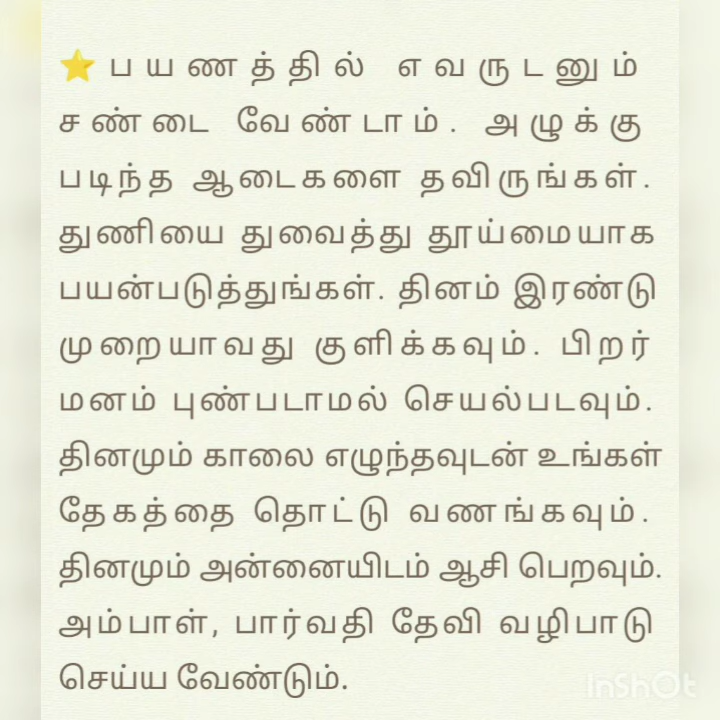 ⭐ பயணத்தில் எவருடனும்
சண்டை வேண்டாம். அழுக்கு
படிந்த ஆடைகளை தவிருங்கள்.
துணியை துவைத்து தூய்மையாக
பயன்படுத்துங்கள். தினம் இரண்டு
முறையாவது குளிக்கவும். பிறர்
மனம் புண்படாமல் செயல்படவும்.
தினமும் காலை எழுந்தவுடன் உங்கள்
தேகத்தை தொட்டு வணங்கவும்.
தினமும் அன்னையிடம் ஆசி பெறவும்.
அம்பாள், பார்வதி தேவி வழிபாடு
செய்ய வேண்டும்.
InShOt